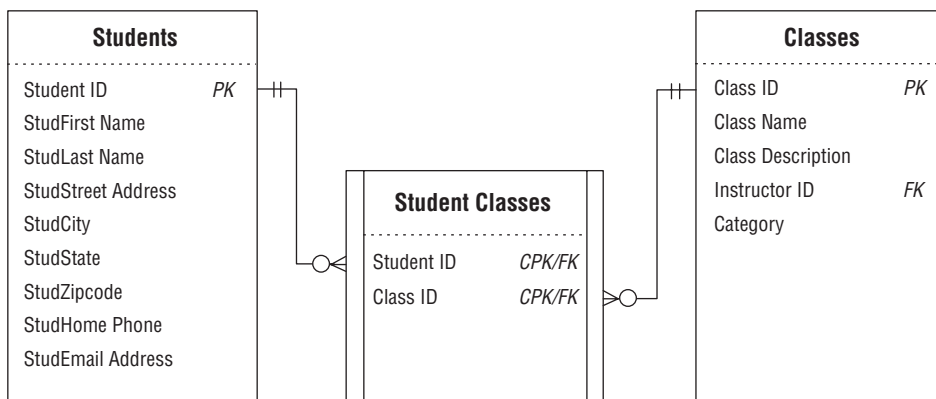 Students
Student ID PK
StudFirst Name
StudLast Name
StudStreet Address
StudCity
StudState
StudZipcode
StudHome Phone
StudEmail Address
Student Classes
Student ID CPK/FK
Class ID CPK/FK
Classes
Class ID PK
Class Name
Class Description
Instructor ID FK
Category